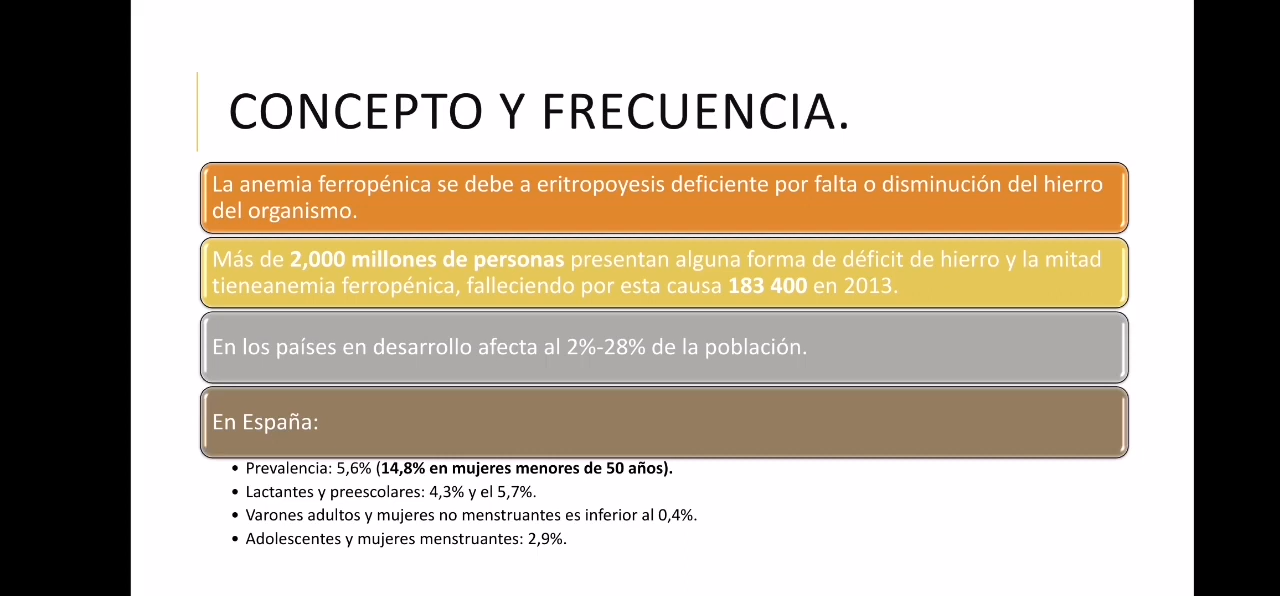 CONCEPTO Y FRECUENCIA.
La anemia ferropénica se debe a eritropoyesis deficiente por falta o disminución del hierro
del organismo.
Más de 2,000 millones de personas presentan alguna forma de déficit de hierro y la mitad
tieneanemia ferropénica, falleciendo por esta causa 183 400 en 2013.
En los países en desarrollo afecta al 2%-28% de la población.
En España:
• Prevalencia: 5,6% (14,8% en mujeres menores de 50 años).
• Lactantes y preescolares: 4,3% y el 5,7%.
• Varones adultos y mujeres no menstruantes es inferior al 0,4%.
• Adolescentes y mujeres menstruantes: 2,9%.